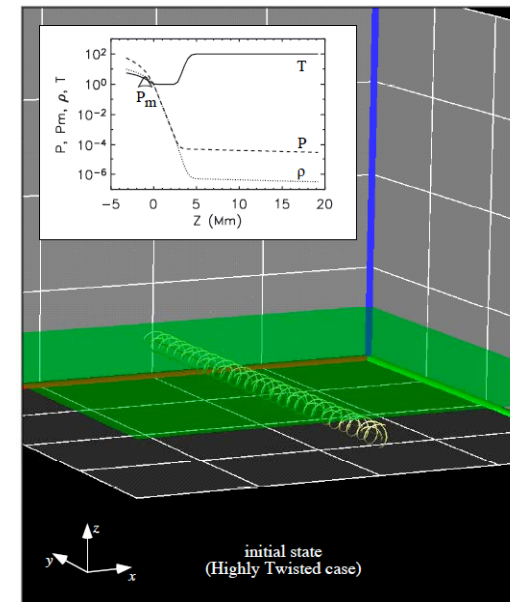 P, Pm, ρ, T
10²
10⁰
10⁻²
10⁻⁴
10⁻⁶
T
Pm
P
ρ
-5 0 5 10 15 20
Z (Mm)
z
y
x
initial state
(Highly Twisted case)